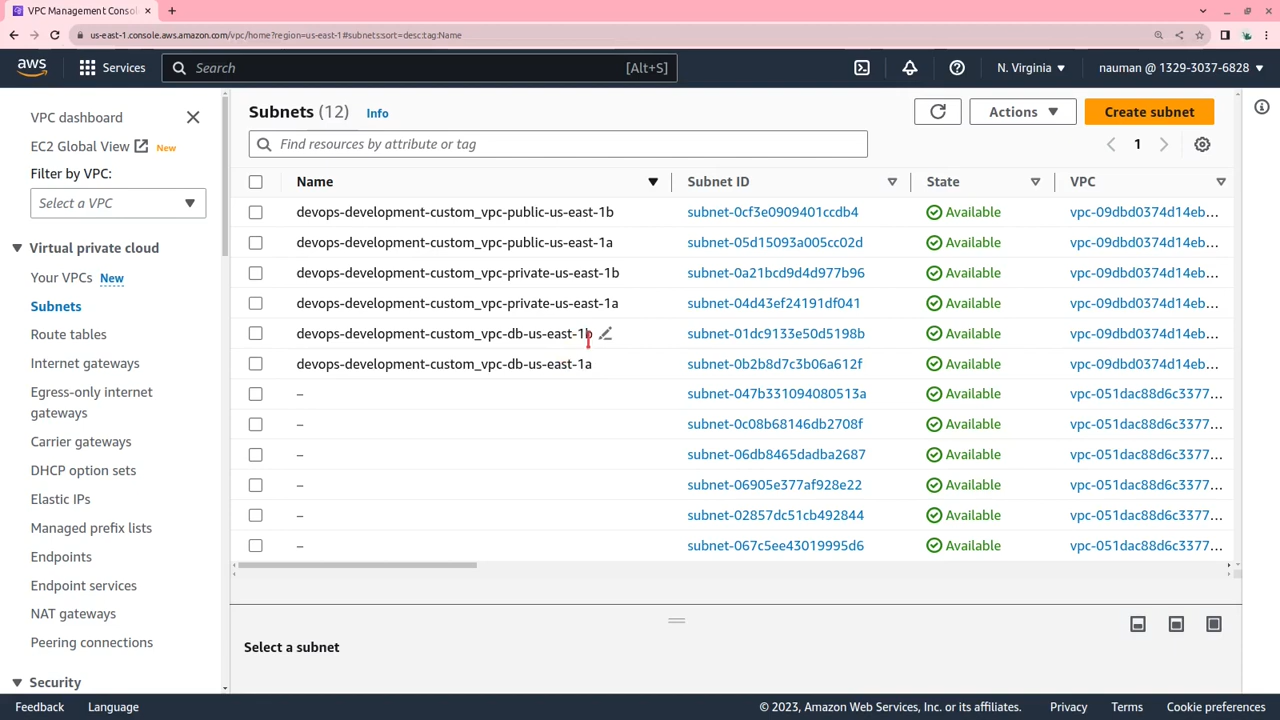 VPC Management Conso
us-east-1.console.aws.amazon.com/vpc/home?region=us-east-1#subnets:sort=desc:tag:Name
aws
Services
Search
[Alt+S]
N. Virginia
nauman @ 1329-3037-6828
VPC dashboard
EC2 Global View
New
Filter by VPC:
Select a VPC
Virtual private cloud
Your VPCs
New
Subnets
Route tables
Internet gateways
Egress-only internet
gateways
Carrier gateways
DHCP option sets
Elastic IPs
Managed prefix lists
Endpoints
Endpoint services
NAT gateways
Peering connections
Security
Subnets (12)
Info
Actions
Create subnet
Find resources by attribute or tag
1
Name Subnet ID State VPC
devops-development-custom_vpc-public-us-east-1b subnet-0cf3e0909401ccdb4 Available vpc-09dbd0374d14eb...
devops-development-custom_vpc-public-us-east-1a subnet-05d15093a005cc02d Available vpc-09dbd0374d14eb...
devops-development-custom_vpc-private-us-east-1b subnet-0a21bcd9d4d977b96 Available vpc-09dbd0374d14eb...
devops-development-custom_vpc-private-us-east-1a subnet-04d43ef24191df041 Available vpc-09dbd0374d14eb...
devops-development-custom_vpc-db-us-east-1b subnet-01dc9133e50d5198b Available vpc-09dbd0374d14eb...
devops-development-custom_vpc-db-us-east-1a subnet-0b2b8d7c3b06a612f Available vpc-09dbd0374d14eb...
– subnet-047b331094080513a Available vpc-051dac88d6c3377...
– subnet-0c08b68146db2708f Available vpc-051dac88d6c3377...
– subnet-06db8465dadba2687 Available vpc-051dac88d6c3377...
– subnet-06905e377af928e22 Available vpc-051dac88d6c3377...
– subnet-02857dc51cb492844 Available vpc-051dac88d6c3377...
– subnet-067c5ee43019995d6 Available vpc-051dac88d6c3377...
Select a subnet
Feedback
Language
© 2023, Amazon Web Services, Inc. or its affiliates.
Privacy
Terms
Cookie preferences